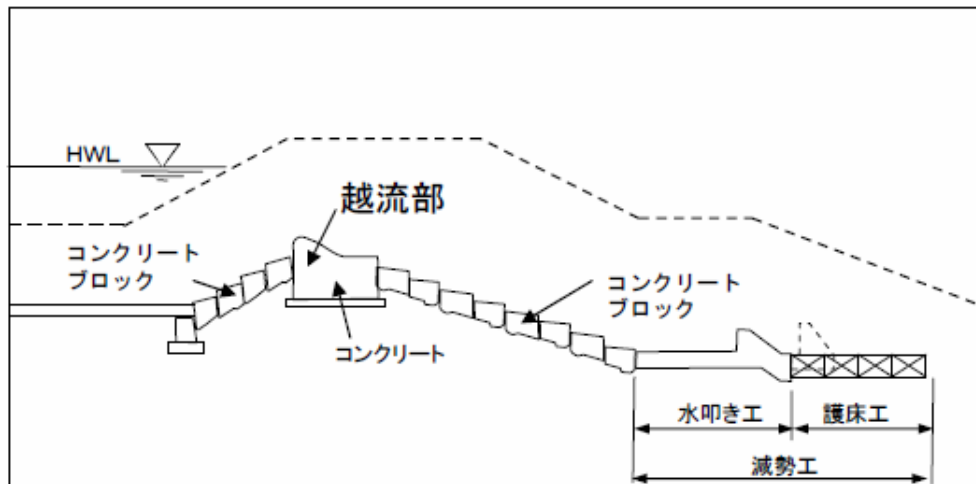 HWL
越流部
コンクリート
ブロック
コンクリート
ブロック
コンクリート
水叩き工
護床工
減勢工